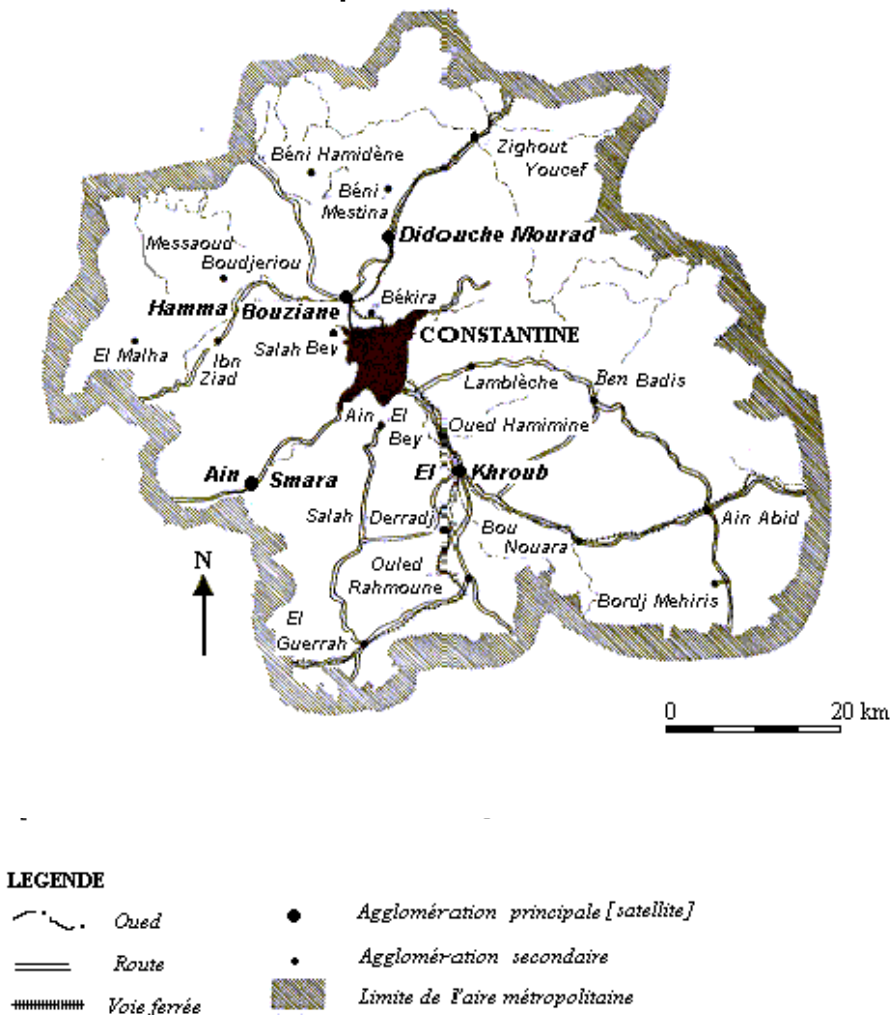 Zighout
Youcef
Béni Hamidène
Béni
Mestina
Didouche Mourad
Messaoud
Boudjeriou
Hamma Bouziane
Békira
CONSTANTINE
El Malha
Ibn
Ziad
Salah Bey
Lamblèche
Ben Badis
Ain El
Bey
Oued Hamimine
Ain Smara
El Khroub
Salah Derradj
Bou
Nouara
Ain Abid
N
Ouled
Rahmoune
Bordj Mehiris
El
Guerrah
0 20 km
LEGENDE
Oued
Agglomération principale [satellite]
Route
Agglomération secondaire
Voie ferrée
Limite de l'aire métropolitaine